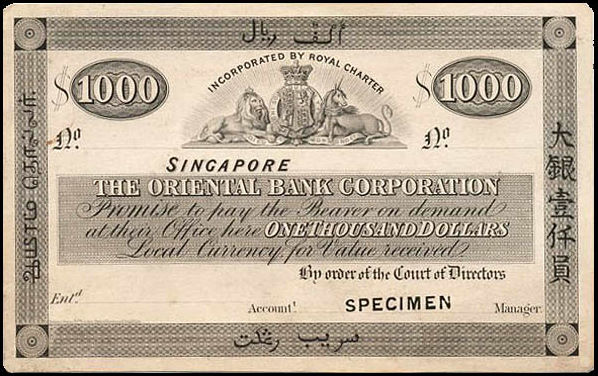 ألف ريال
INCORPORATED BY ROYAL CHARTER
$ 1000
$ 1000
Nº
Nº
SINGAPORE
THE ORIENTAL BANK CORPORATION
Promise to pay the Bearer on demand
at their Office here ONE THOUSAND DOLLARS
Local Currency, for Value received
By order of the Court of Directors
Entᵈ
Accountᵗ
SPECIMEN
Manager.
大銀壹仟員
سريب